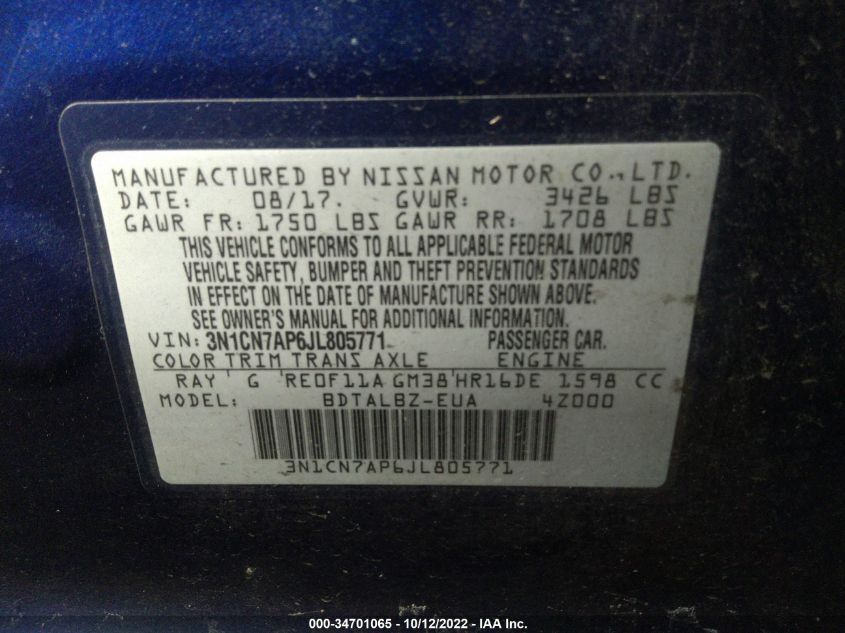 MANUFACTURED BY NISSAN MOTOR CO., LTD.
DATE: 08/17. GVWR: 3426 LBS
GAWR FR: 1750 LBS GAWR RR: 1708 LBS
THIS VEHICLE CONFORMS TO ALL APPLICABLE FEDERAL MOTOR
VEHICLE SAFETY, BUMPER AND THEFT PREVENTION STANDARDS
IN EFFECT ON THE DATE OF MANUFACTURE SHOWN ABOVE.
SEE OWNER'S MANUAL FOR ADDITIONAL INFORMATION.
VIN: 3N1CN7AP6JL805771 PASSENGER CAR.
COLOR TRIM TRANS AXLE ENGINE
RAY ' G 'RE0F11A GM38'HR16DE 1598 CC
MODEL: BDTALBZ-EUA 4Z000
3N1CN7AP6JL805771
000-34701065 - 10/12/2022 - IAA Inc.